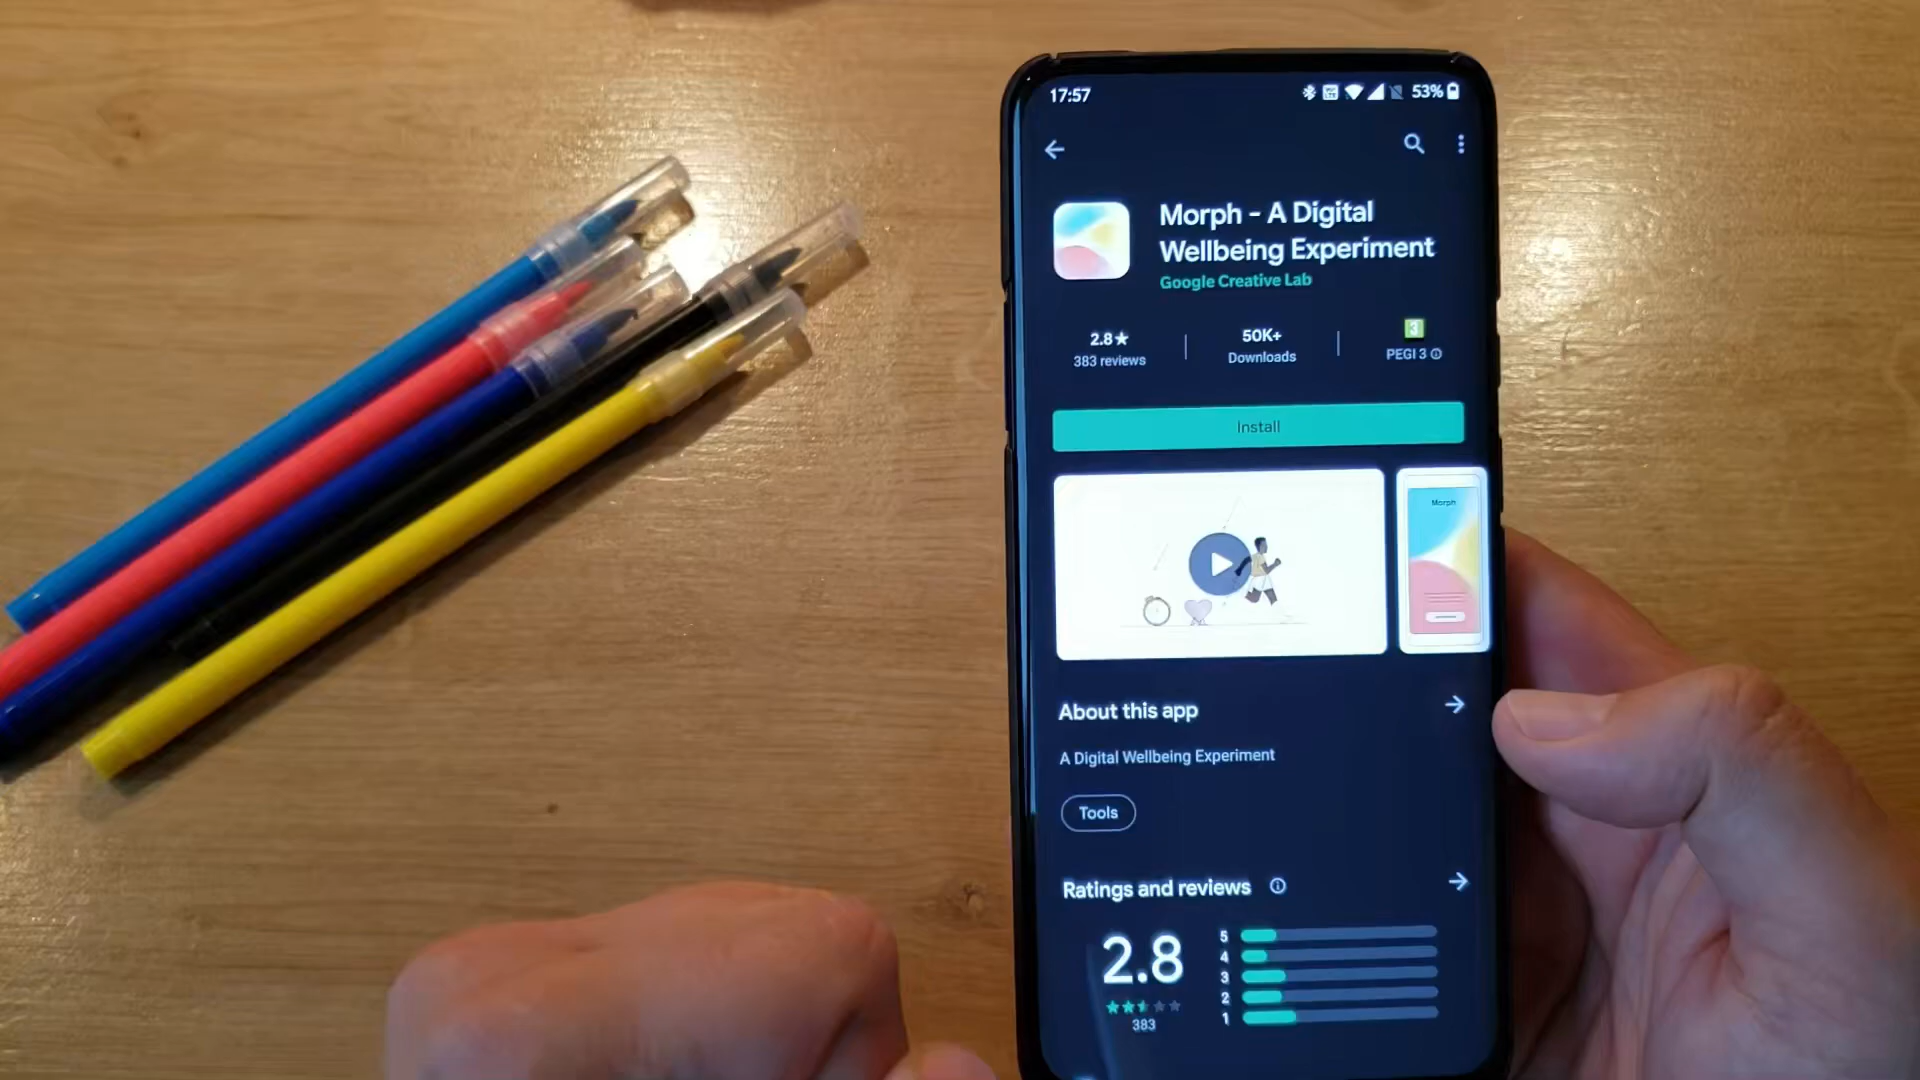 17:57
53%
Morph - A Digital
Wellbeing Experiment
Google Creative Lab
2.8★
383 reviews
50K+
Downloads
3
PEGI 3
Install
Morph
About this app
A Digital Wellbeing Experiment
Tools
Ratings and reviews
2.8
383
5
4
3
2
1